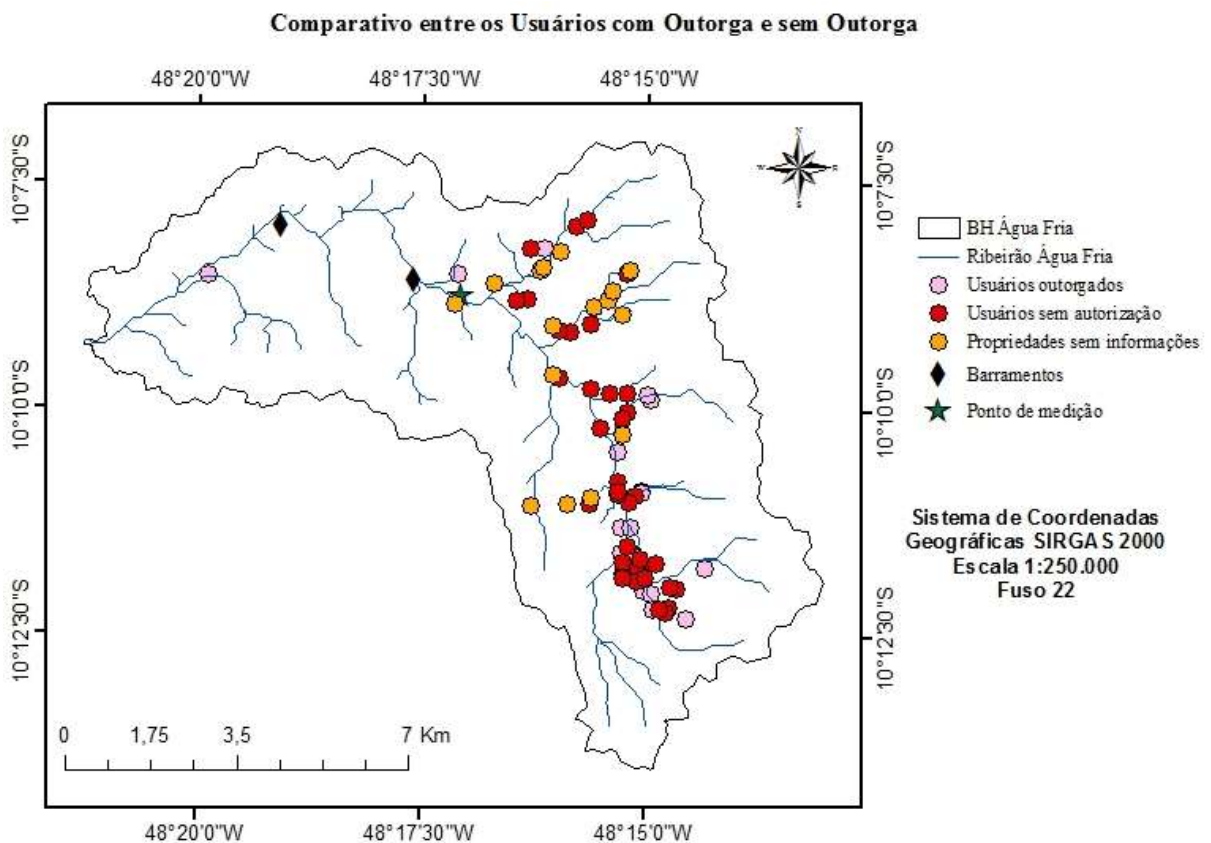 Comparativo entre os Usuários com Outorga e sem Outorga
48°20'0"W 48°17'30"W 48°15'0"W
10°7'30"S
10°10'0"S
10°12'30"S
N
W
E
S
10°7'30"S
10°10'0"S
10°12'30"S
0 1,75 3,5 7 Km
48°20'0"W 48°17'30"W 48°15'0"W
BH Água Fria
Ribeirão Água Fria
Usuários outorgados
Usuários sem autorização
Propriedades sem informações
Barramentos
Ponto de medição
Sistema de Coordenadas
Geográficas SIRGAS 2000
Escala 1:250.000
Fuso 22